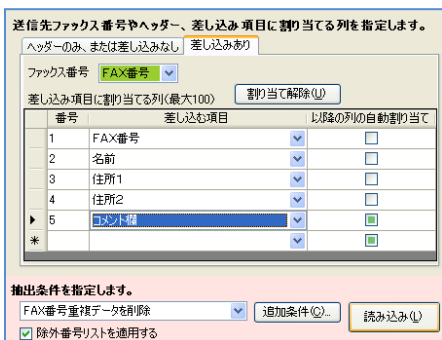 送信先ファックス番号やヘッダー、差し込み項目に割り当てる列を指定します。
ヘッダーのみ、または差し込みなし 差し込みあり
ファックス番号 FAX番号
差し込み項目に割り当てる列(最大100) 割り当て解除(U)
番号 差し込む項目 以降の列の自動割り当て
1 FAX番号
2 名前
3 住所1
4 住所2
5 コメント欄
抽出条件を指定します。
FAX番号重複データを削除 追加条件(C)... 読み込み(L)
除外番号リストを適用する